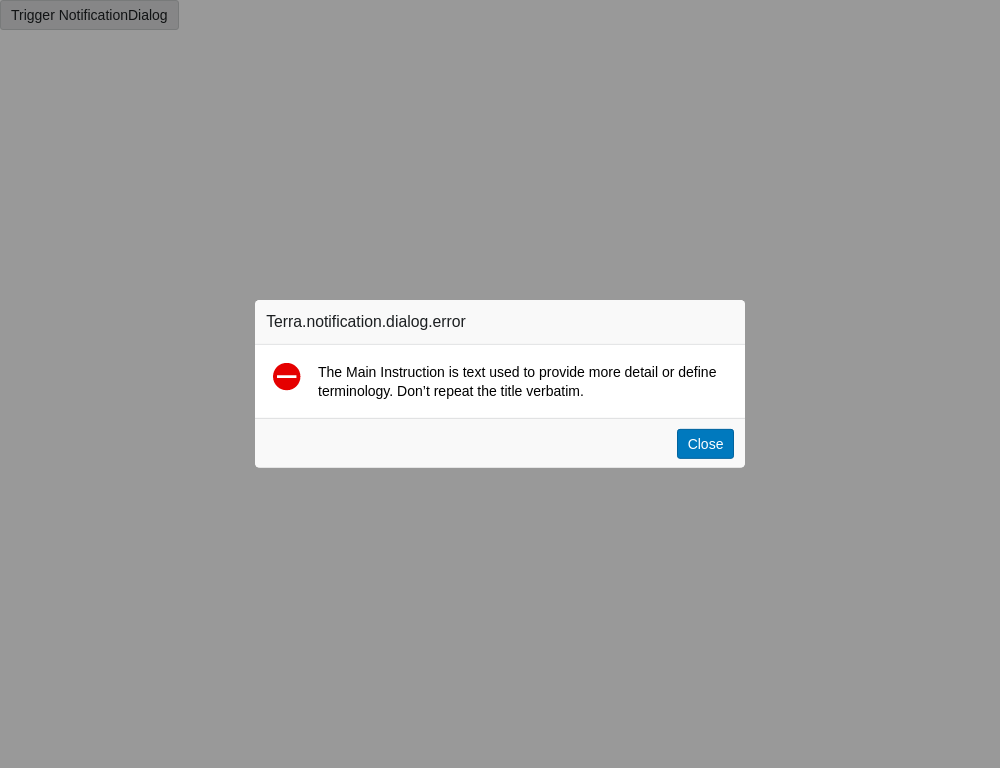 Trigger NotificationDialog
Terra.notification.dialog.error
The Main Instruction is text used to provide more detail or define
terminology. Don’t repeat the title verbatim.
Close